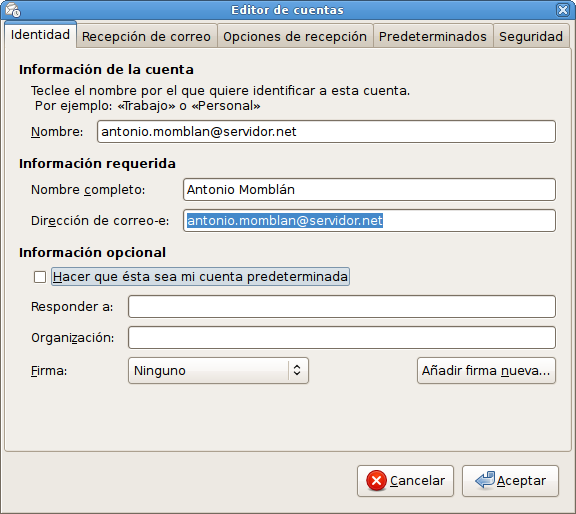 Editor de cuentas
Identidad Recepción de correo Opciones de recepción Predeterminados Seguridad
Información de la cuenta
Teclee el nombre por el que quiere identificar a esta cuenta.
Por ejemplo: «Trabajo» o «Personal»
Nombre: antonio.momblan@servidor.net
Información requerida
Nombre completo: Antonio Momblán
Dirección de correo-e: antonio.momblan@servidor.net
Información opcional
Hacer que ésta sea mi cuenta predeterminada
Responder a:
Organización:
Firma: Ninguno Añadir firma nueva...
Cancelar Aceptar